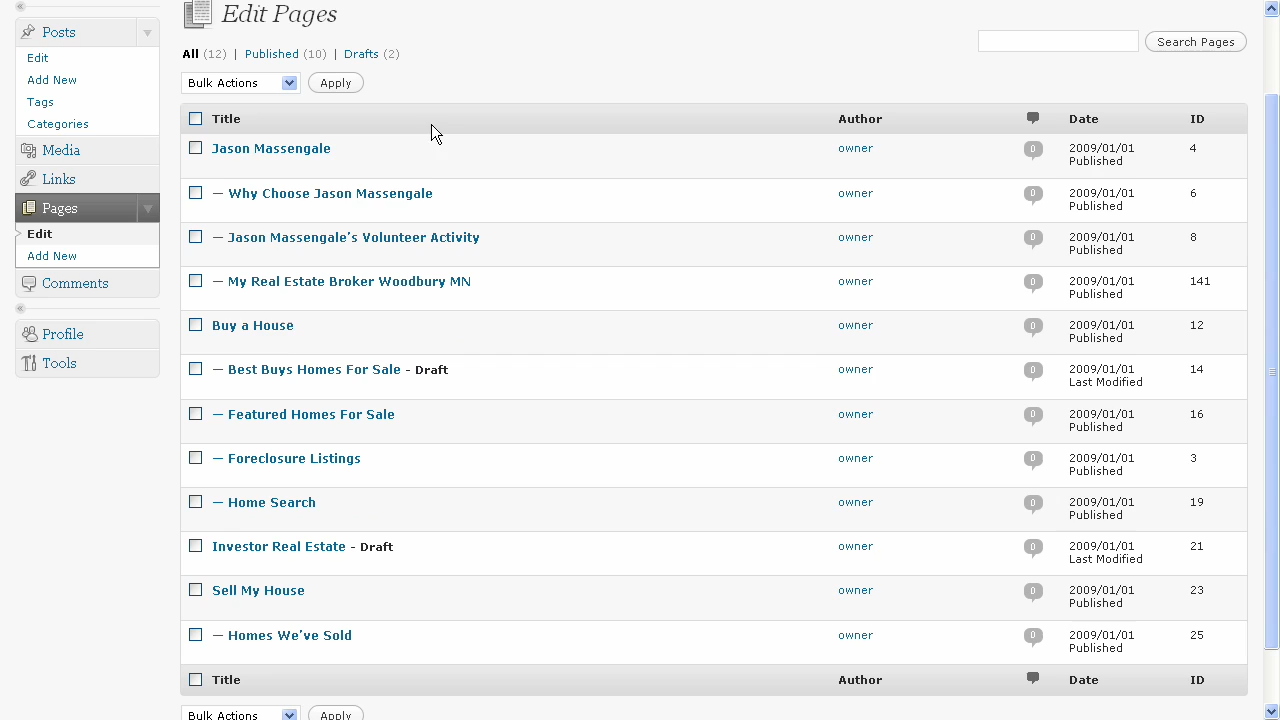 Edit Pages
Posts
Edit
Add New
Tags
Categories
Media
Links
Pages
Edit
Add New
Comments
Profile
Tools
All (12) | Published (10) | Drafts (2)
Search Pages
Bulk Actions Apply
Title Author Date ID
Jason Massengale owner 0 2009/01/01 Published 4
— Why Choose Jason Massengale owner 0 2009/01/01 Published 6
— Jason Massengale's Volunteer Activity owner 0 2009/01/01 Published 8
— My Real Estate Broker Woodbury MN owner 0 2009/01/01 Published 141
Buy a House owner 0 2009/01/01 Published 12
— Best Buys Homes For Sale - Draft owner 0 2009/01/01 Last Modified 14
— Featured Homes For Sale owner 0 2009/01/01 Published 16
— Foreclosure Listings owner 0 2009/01/01 Published 3
— Home Search owner 0 2009/01/01 Published 19
Investor Real Estate - Draft owner 0 2009/01/01 Last Modified 21
Sell My House owner 0 2009/01/01 Published 23
— Homes We've Sold owner 0 2009/01/01 Published 25
Title Author Date ID
Bulk Actions Apply